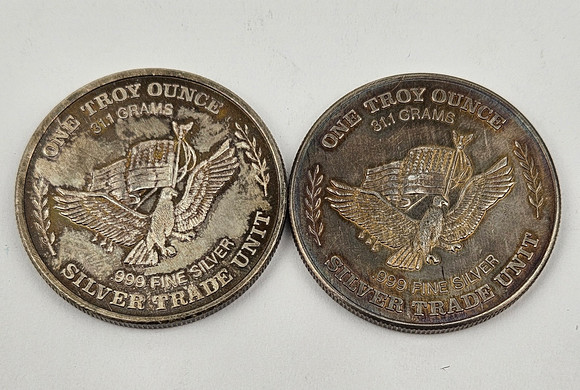 ONE TROY OUNCE
31.1 GRAMS
.999 FINE SILVER
SILVER TRADE UNIT
ONE TROY OUNCE
31.1 GRAMS
.999 FINE SILVER
SILVER TRADE UNIT